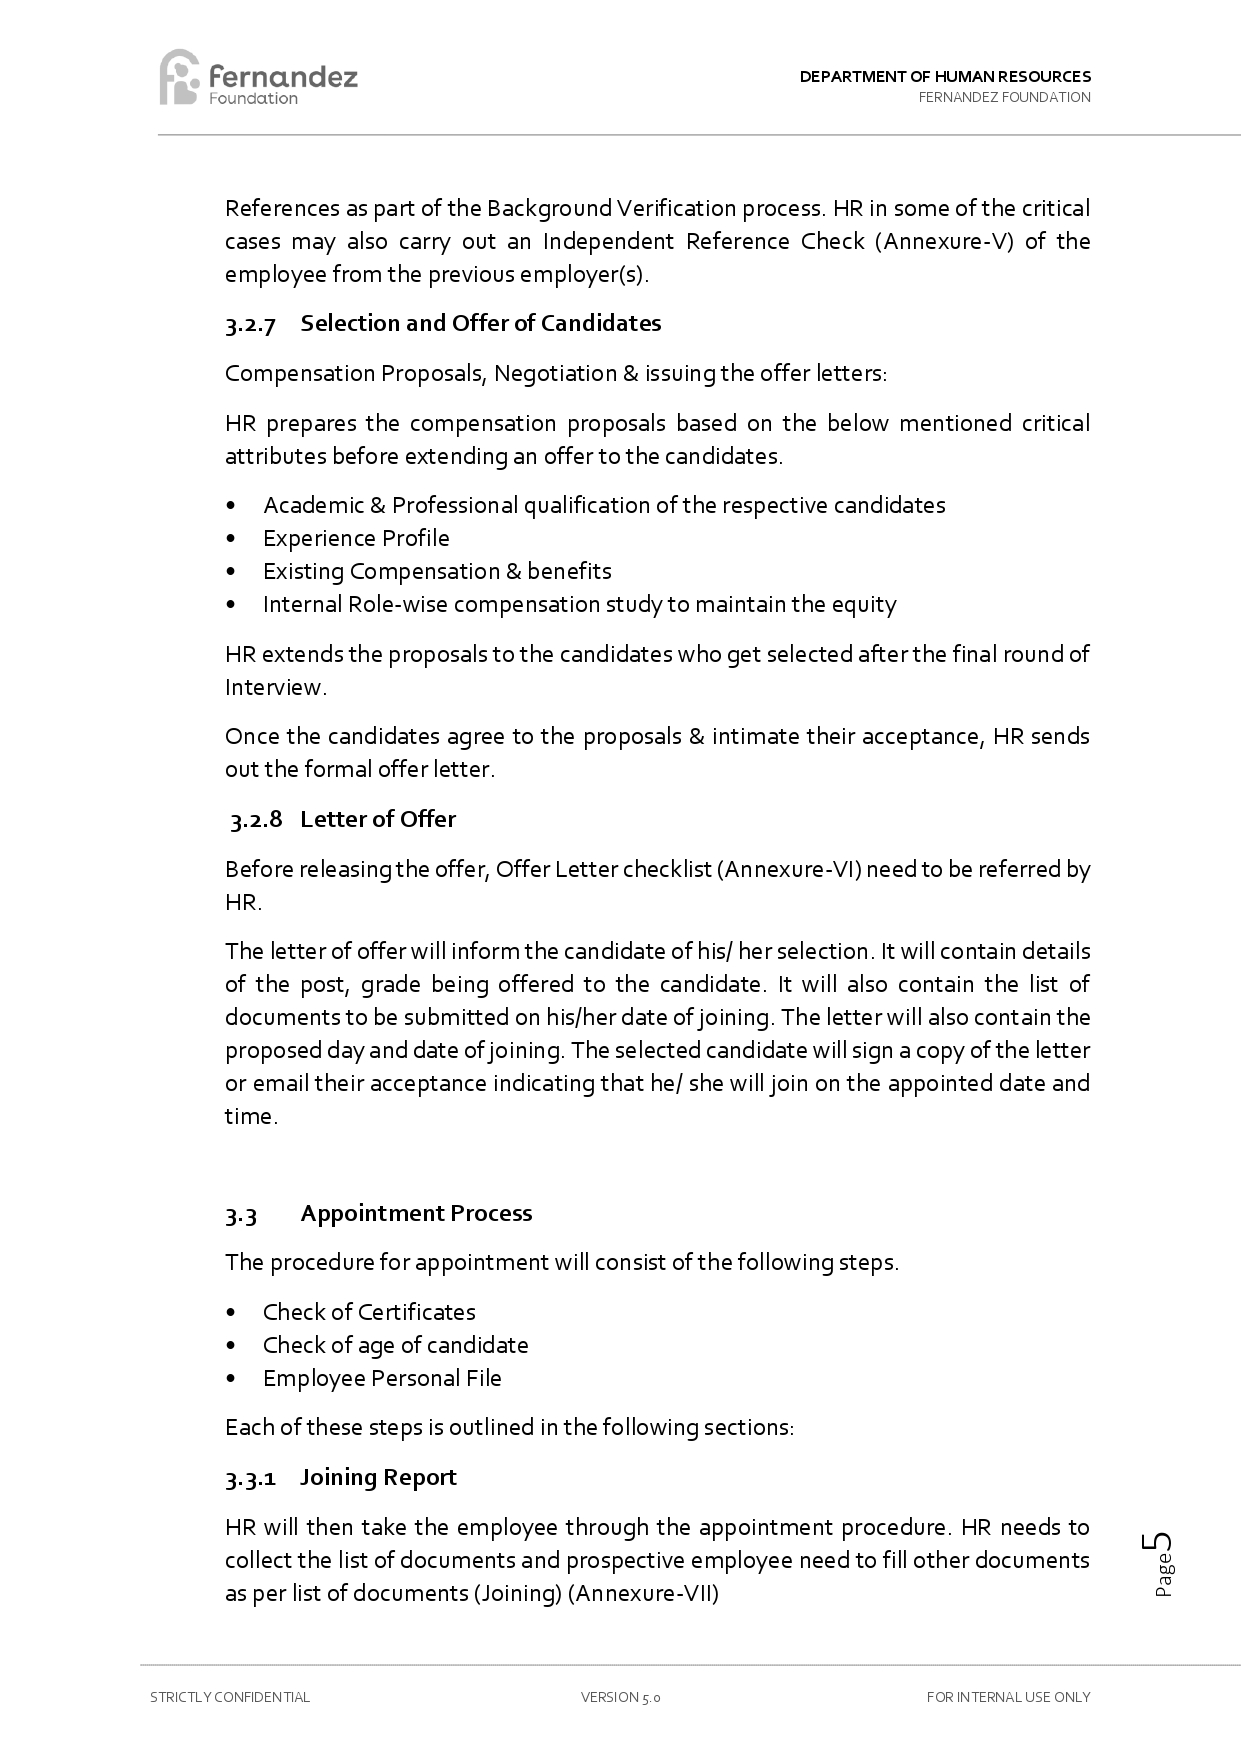 fernandez
Foundation
DEPARTMENT OF HUMAN RESOURCES
FERNANDEZ FOUNDATION
References as part of the Background Verification process. HR in some of the critical
cases may also carry out an Independent Reference Check (Annexure-V) of the
employee from the previous employer(s).
3.2.7 Selection and Offer of Candidates
Compensation Proposals, Negotiation & issuing the offer letters:
HR prepares the compensation proposals based on the below mentioned critical
attributes before extending an offer to the candidates.
• Academic & Professional qualification of the respective candidates
• Experience Profile
• Existing Compensation & benefits
• Internal Role-wise compensation study to maintain the equity
HR extends the proposals to the candidates who get selected after the final round of
Interview.
Once the candidates agree to the proposals & intimate their acceptance, HR sends
out the formal offer letter.
3.2.8 Letter of Offer
Before releasing the offer, Offer Letter checklist (Annexure-VI) need to be referred by
HR.
The letter of offer will inform the candidate of his/ her selection. It will contain details
of the post, grade being offered to the candidate. It will also contain the list of
documents to be submitted on his/her date of joining. The letter will also contain the
proposed day and date of joining. The selected candidate will sign a copy of the letter
or email their acceptance indicating that he/ she will join on the appointed date and
time.
3.3 Appointment Process
The procedure for appointment will consist of the following steps.
• Check of Certificates
• Check of age of candidate
• Employee Personal File
Each of these steps is outlined in the following sections:
3.3.1 Joining Report
HR will then take the employee through the appointment procedure. HR needs to
collect the list of documents and prospective employee need to fill other documents
as per list of documents (Joining) (Annexure-VII)
Page5
STRICTLY CONFIDENTIAL
VERSION 5.0
FOR INTERNAL USE ONLY